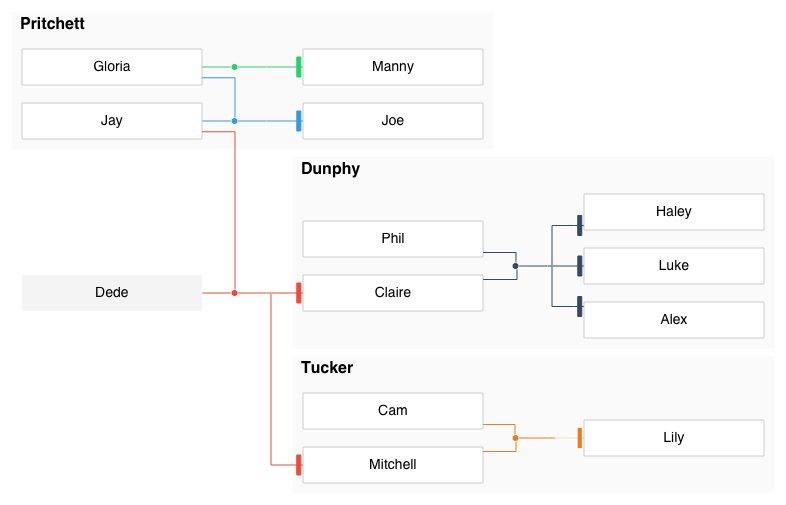 Pritchett
Gloria
Manny
Jay
Joe
Dunphy
Haley
Phil
Luke
Dede
Claire
Alex
Tucker
Cam
Lily
Mitchell